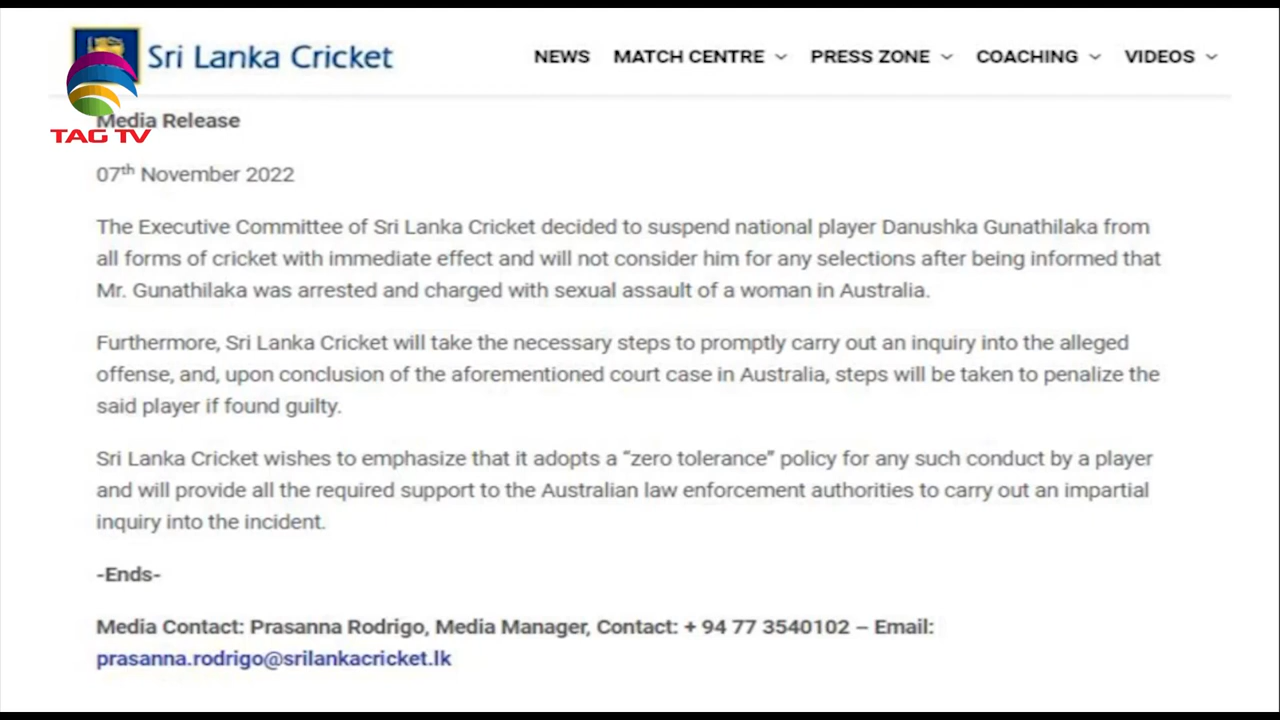 Sri Lanka Cricket
NEWS MATCH CENTRE PRESS ZONE COACHING VIDEOS
TAG TV
Media Release
07th November 2022
The Executive Committee of Sri Lanka Cricket decided to suspend national player Danushka Gunathilaka from
all forms of cricket with immediate effect and will not consider him for any selections after being informed that
Mr. Gunathilaka was arrested and charged with sexual assault of a woman in Australia.
Furthermore, Sri Lanka Cricket will take the necessary steps to promptly carry out an inquiry into the alleged
offense, and, upon conclusion of the aforementioned court case in Australia, steps will be taken to penalize the
said player if found guilty.
Sri Lanka Cricket wishes to emphasize that it adopts a “zero tolerance” policy for any such conduct by a player
and will provide all the required support to the Australian law enforcement authorities to carry out an impartial
inquiry into the incident.
-Ends-
Media Contact: Prasanna Rodrigo, Media Manager, Contact: + 94 77 3540102 – Email:
prasanna.rodrigo@srilankacricket.lk